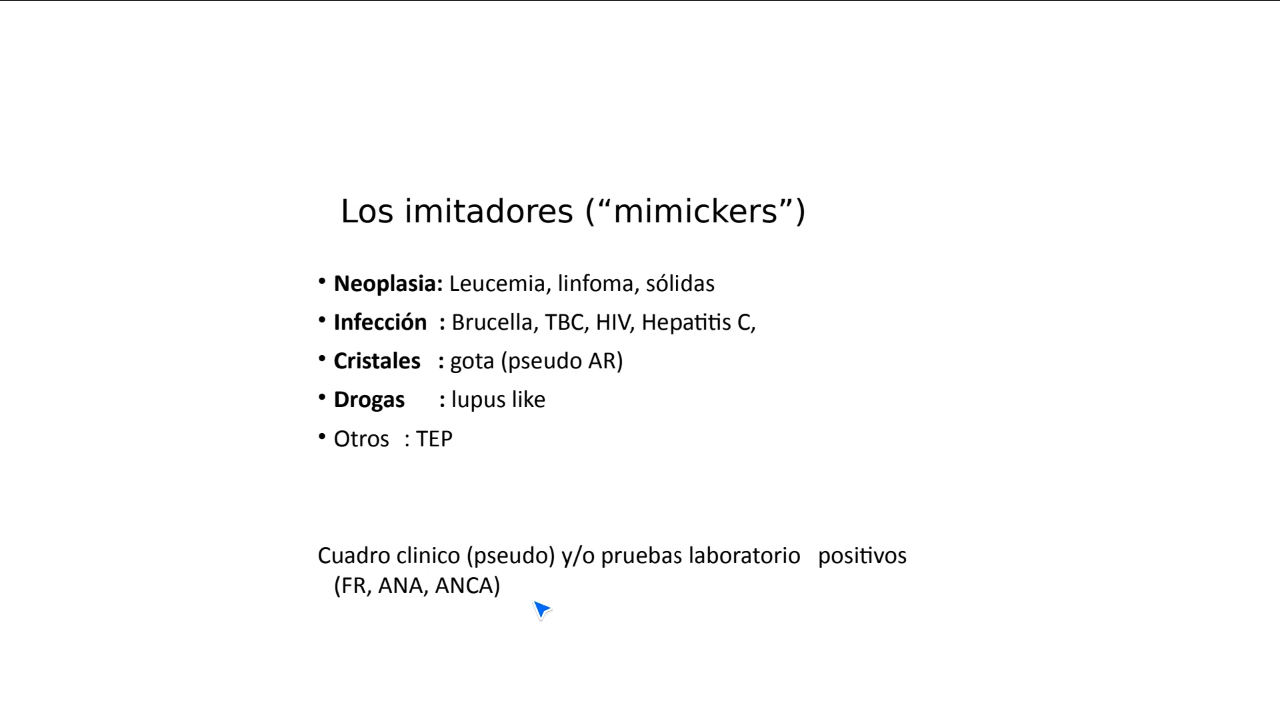 Los imitadores (“mimickers”)
• Neoplasia: Leucemia, linfoma, sólidas
• Infección : Brucella, TBC, HIV, Hepatitis C,
• Cristales : gota (pseudo AR)
• Drogas : lupus like
• Otros : TEP
Cuadro clinico (pseudo) y/o pruebas laboratorio positivos
(FR, ANA, ANCA)